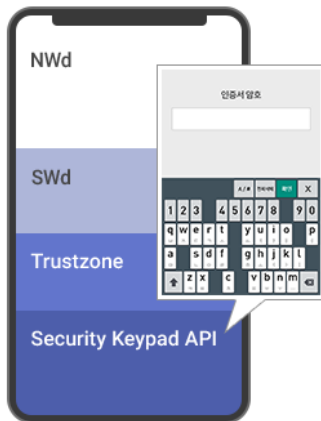 NWd
인증서 암호
SWd
확인 X
1 2 3 4 5 6 7 8 9 0
q w e r t y u i o p
a s d f g h j k l
z x c v b n m
Trustzone
Security Keypad API